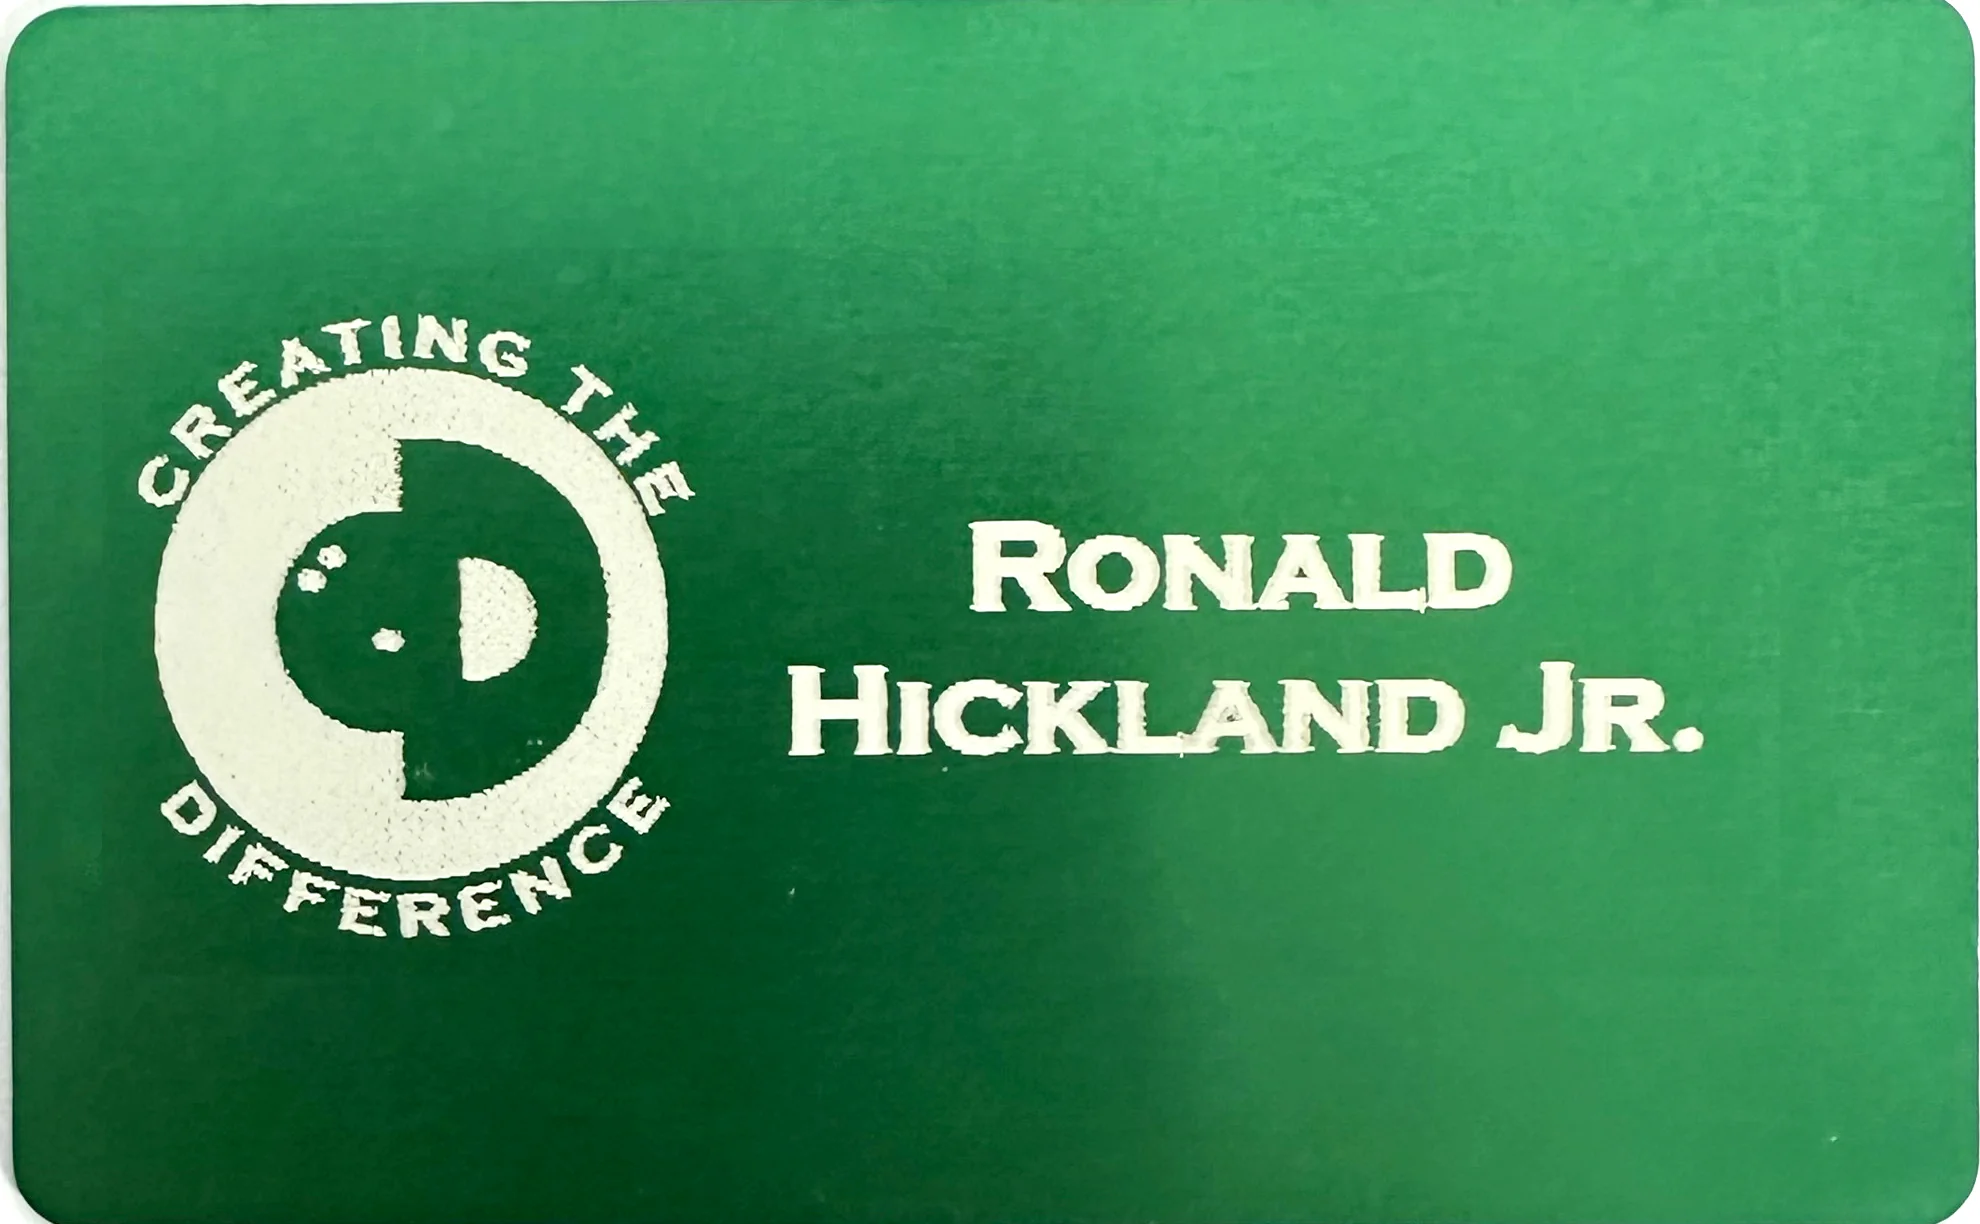 CREATING THE
DIFFERENCE
RONALD
HICKLAND JR.